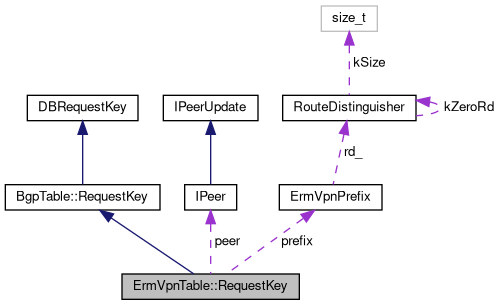 size_t
kSize
DBRequestKey
IPeerUpdate
RouteDistinguisher
kZeroRd
rd_
BgpTable::RequestKey
IPeer
ErmVpnPrefix
peer
prefix
ErmVpnTable::RequestKey